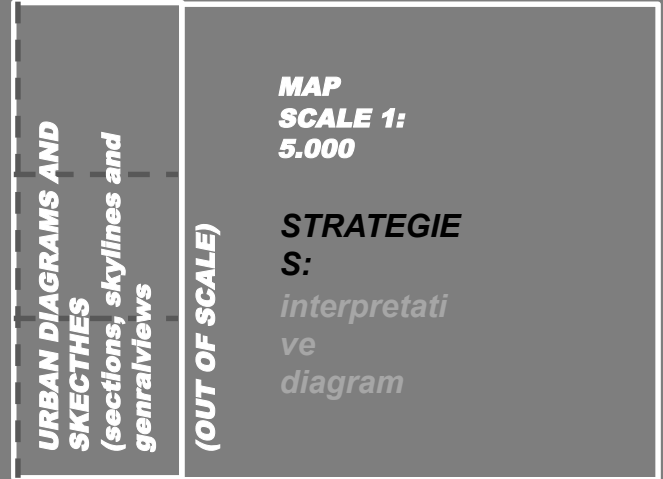 URBAN DIAGRAMS AND
SKECTHES
(sections, skylines and
genralviews
(OUT OF SCALE)
MAP
SCALE 1:
5.000
STRATEGIE
S:
interpretati
ve
diagram